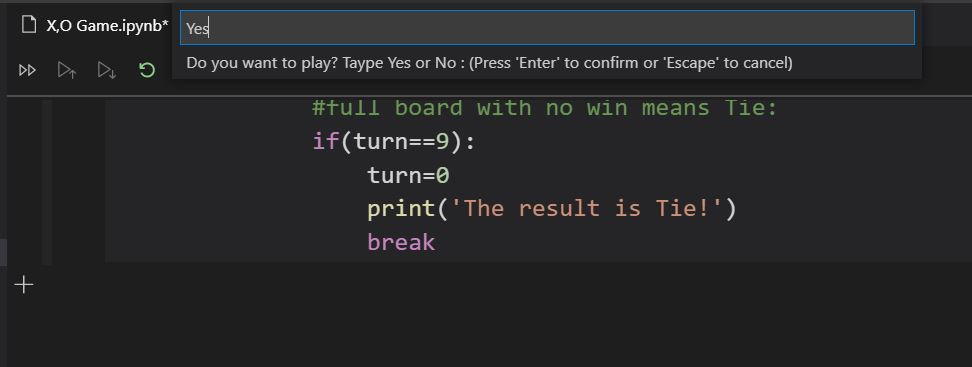 X,O Game.ipynb*
Yes
Do you want to play? Taype Yes or No : (Press 'Enter' to confirm or 'Escape' to cancel)
#full board with no win means Tie:
if(turn==9):
turn=0
print('The result is Tie!')
break